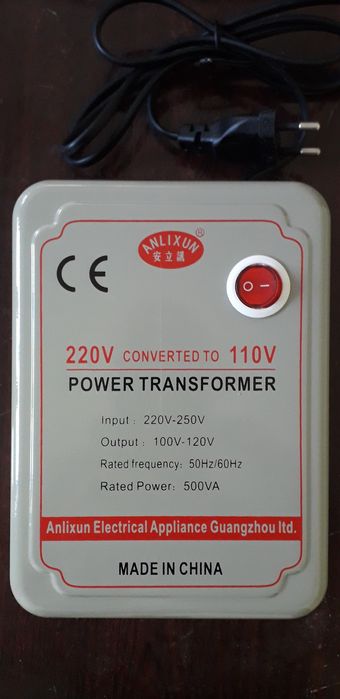 ANLIXUN ®
安立訊
CE
O I
220V CONVERTED TO 110V
POWER TRANSFORMER
Input : 220V-250V
Output : 100V-120V
Rated frequency: 50Hz/60Hz
Rated Power: 500VA
Anlixun Electrical Appliance Guangzhou ltd.
MADE IN CHINA